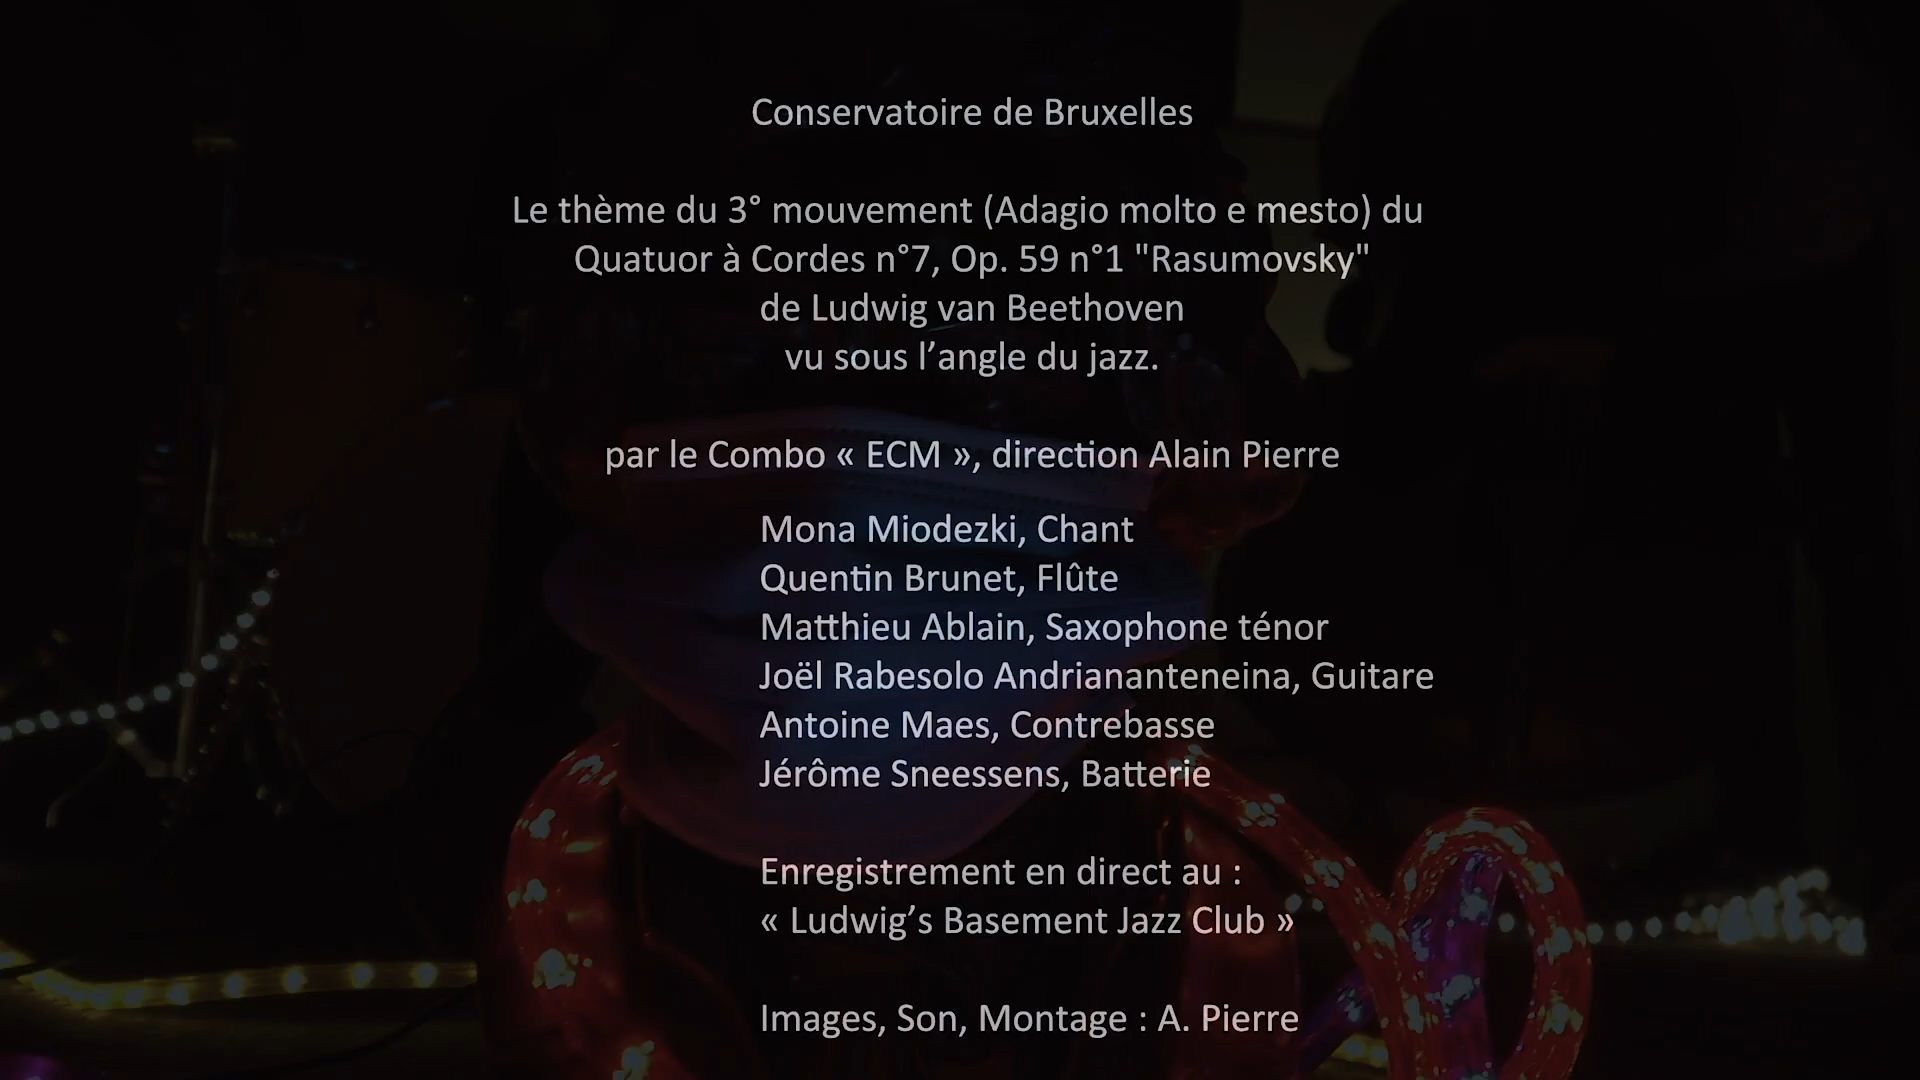 Conservatoire de Bruxelles
Le thème du 3° mouvement (Adagio molto e mesto) du
Quatuor à Cordes n°7, Op. 59 n°1 "Rasumovsky"
de Ludwig van Beethoven
vu sous l’angle du jazz.
par le Combo « ECM », direction Alain Pierre
Mona Miodezki, Chant
Quentin Brunet, Flûte
Matthieu Ablain, Saxophone ténor
Joël Rabesolo Andriananteneina, Guitare
Antoine Maes, Contrebasse
Jérôme Sneessens, Batterie
Enregistrement en direct au :
« Ludwig’s Basement Jazz Club »
Images, Son, Montage : A. Pierre